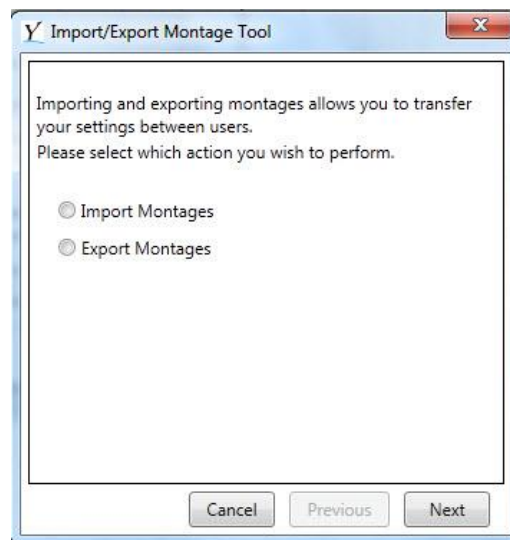 Import/Export Montage Tool
Importing and exporting montages allows you to transfer
your settings between users.
Please select which action you wish to perform.
Import Montages
Export Montages
Cancel Previous Next